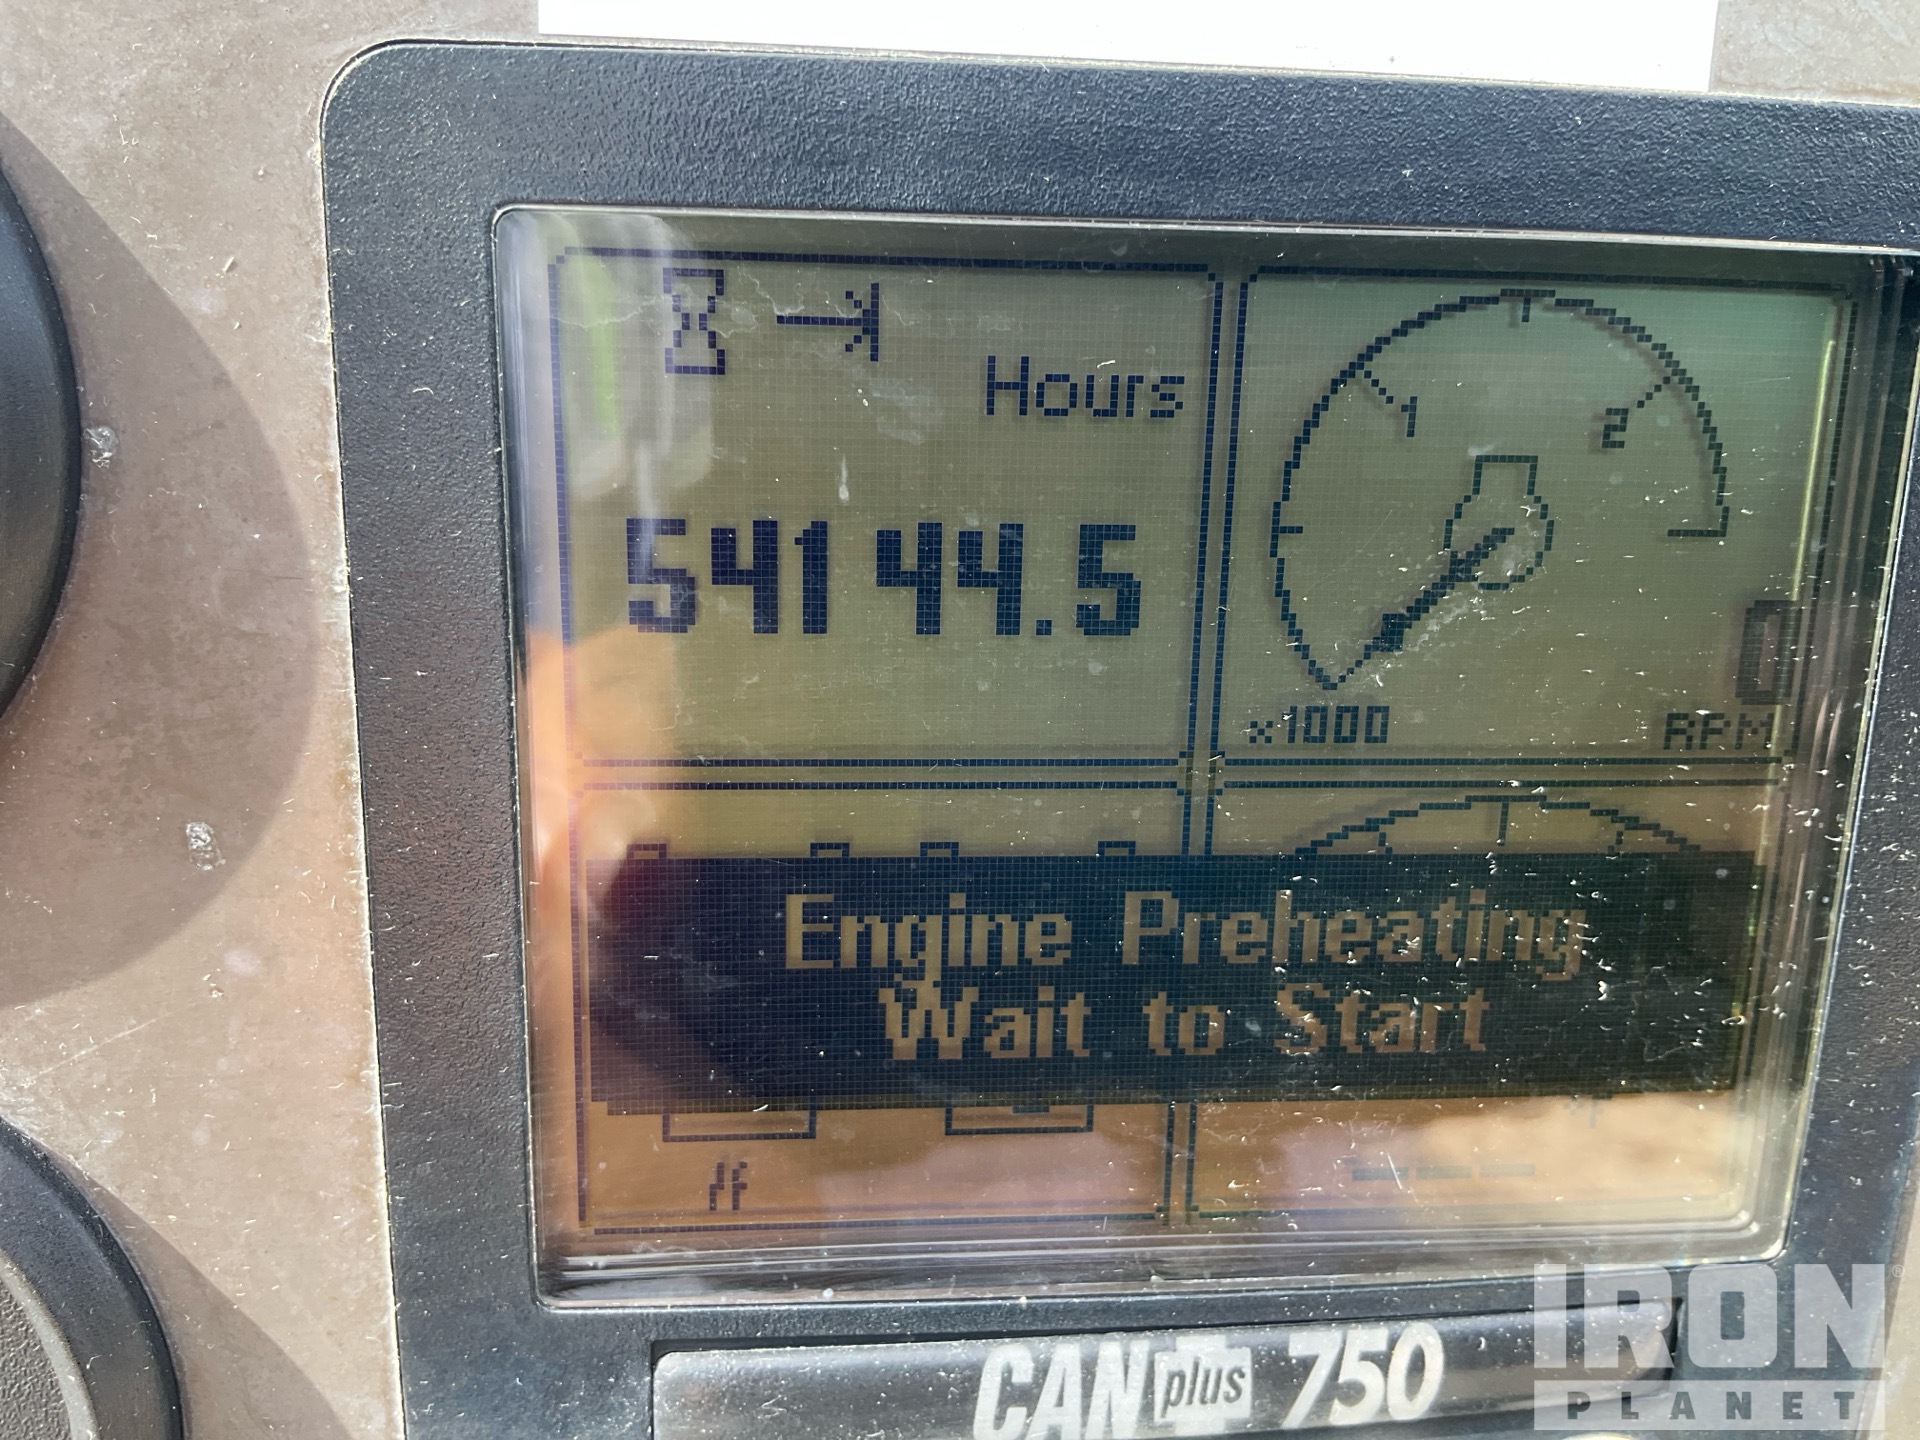 Hours
54144.5
1
2
x1000
0
RPM
Engine Preheating
Wait to Start
CAN plus 750
IRON
PLANET